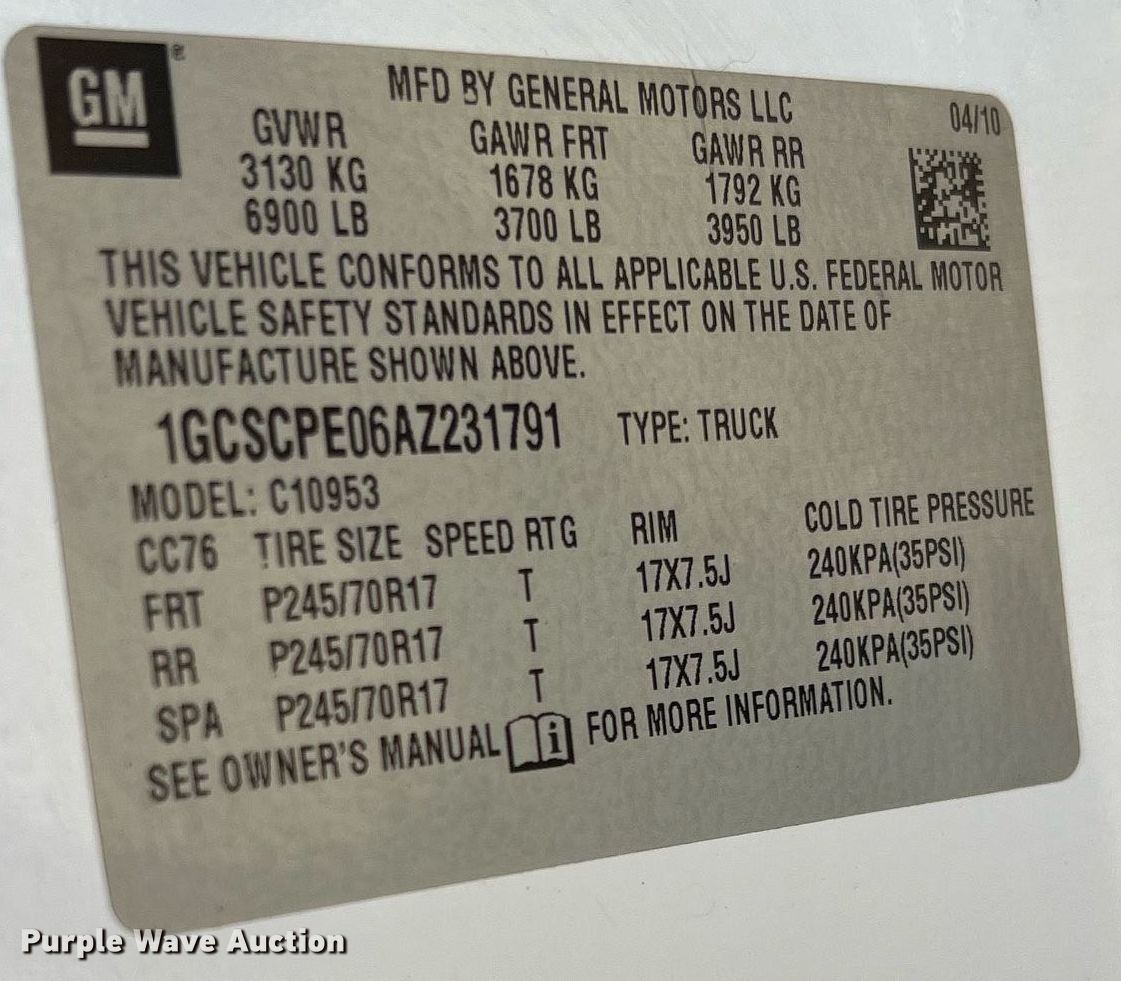 GM
MFD BY GENERAL MOTORS LLC
04/10
GVWR GAWR FRT GAWR RR
3130 KG 1678 KG 1792 KG
6900 LB 3700 LB 3950 LB
THIS VEHICLE CONFORMS TO ALL APPLICABLE U.S. FEDERAL MOTOR
VEHICLE SAFETY STANDARDS IN EFFECT ON THE DATE OF
MANUFACTURE SHOWN ABOVE.
1GCSCPE06AZ231791 TYPE: TRUCK
MODEL: C10953
CC76 TIRE SIZE SPEED RTG RIM COLD TIRE PRESSURE
FRT P245/70R17 T 17X7.5J 240KPA(35PSI)
RR P245/70R17 T 17X7.5J 240KPA(35PSI)
SPA P245/70R17 T 17X7.5J 240KPA(35PSI)
SEE OWNER'S MANUAL i FOR MORE INFORMATION.
Purple Wave Auction